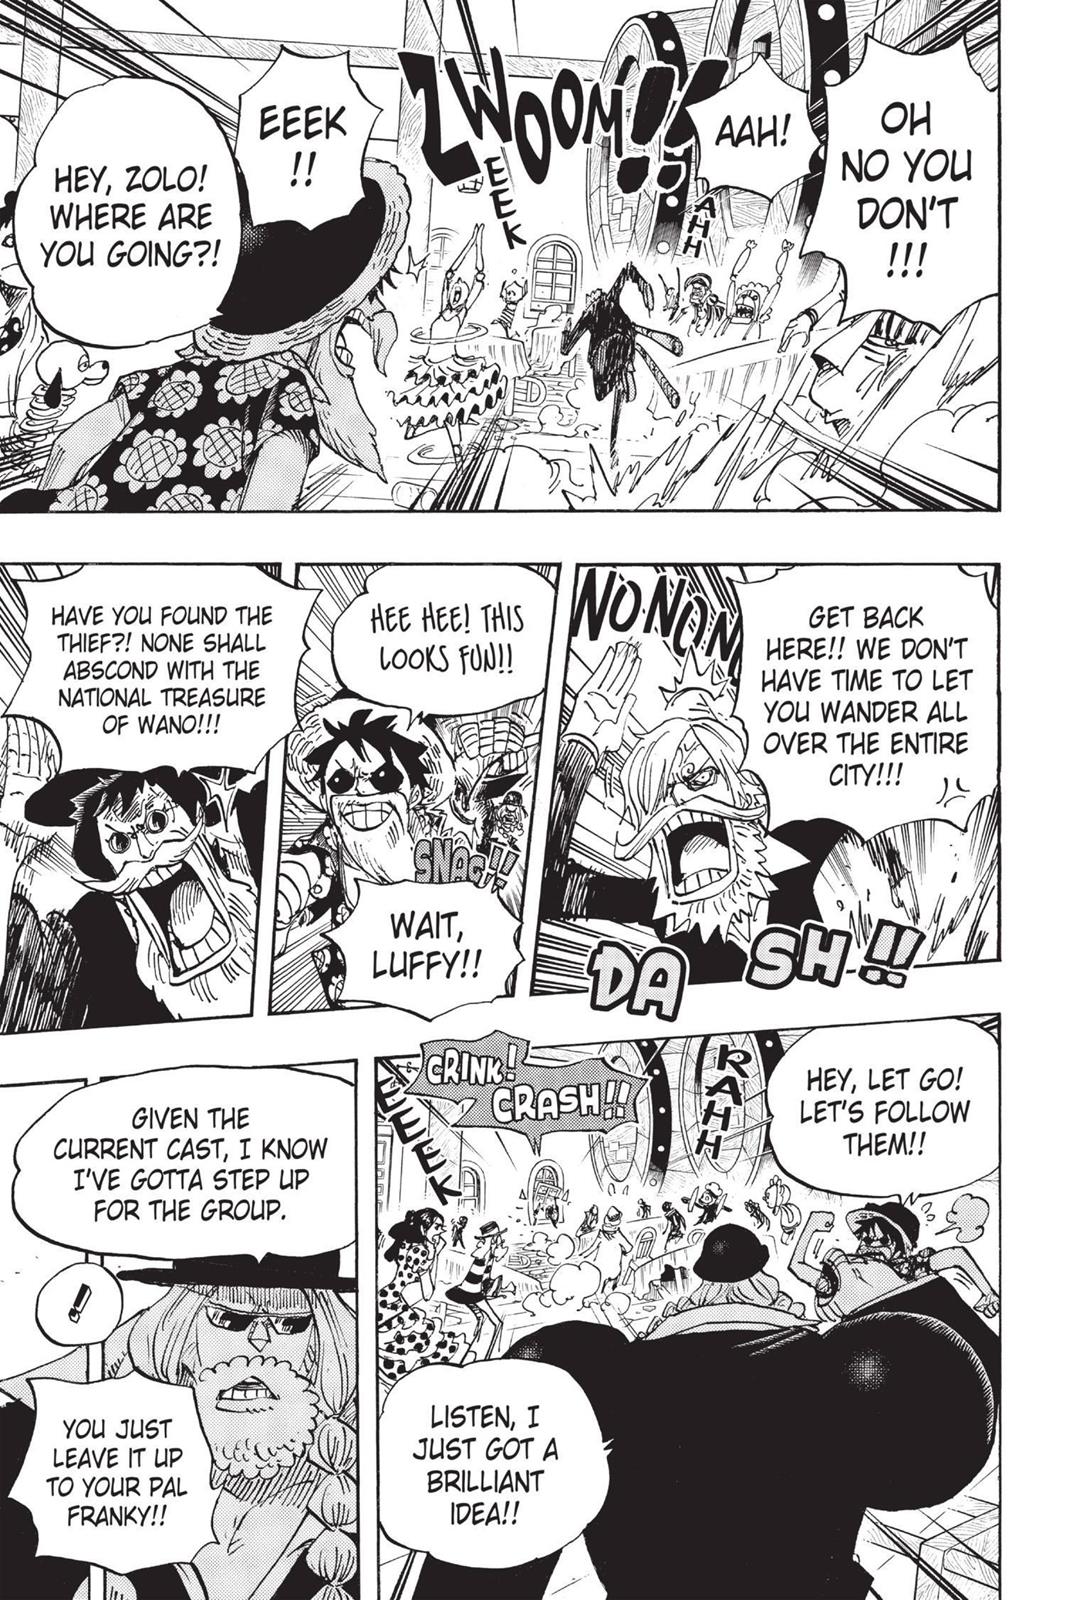 OH
NO YOU
DON'T
!!!
AAH!
ZWOOM!!
EEEK
!!
HEY, ZOLO!
WHERE ARE
YOU GOING?!
EEEK
AHH
GET BACK
HERE!! WE DON'T
HAVE TIME TO LET
YOU WANDER ALL
OVER THE ENTIRE
CITY!!!
NO NO N
DA
SH!!
HEE HEE! THIS
LOOKS FUN!!
SNAG!!
WAIT,
LUFFY!!
HAVE YOU FOUND THE
THIEF?! NONE SHALL
ABSCOND WITH THE
NATIONAL TREASURE
OF WANO!!!
HEY, LET GO!
LET'S FOLLOW
THEM!!
RAHH
CRINK!
CRASH!!
EEEEK
LISTEN, I
JUST GOT A
BRILLIANT
IDEA!!
GIVEN THE
CURRENT CAST, I KNOW
I'VE GOTTA STEP UP
FOR THE GROUP.
!
YOU JUST
LEAVE IT UP
TO YOUR PAL
FRANKY!!